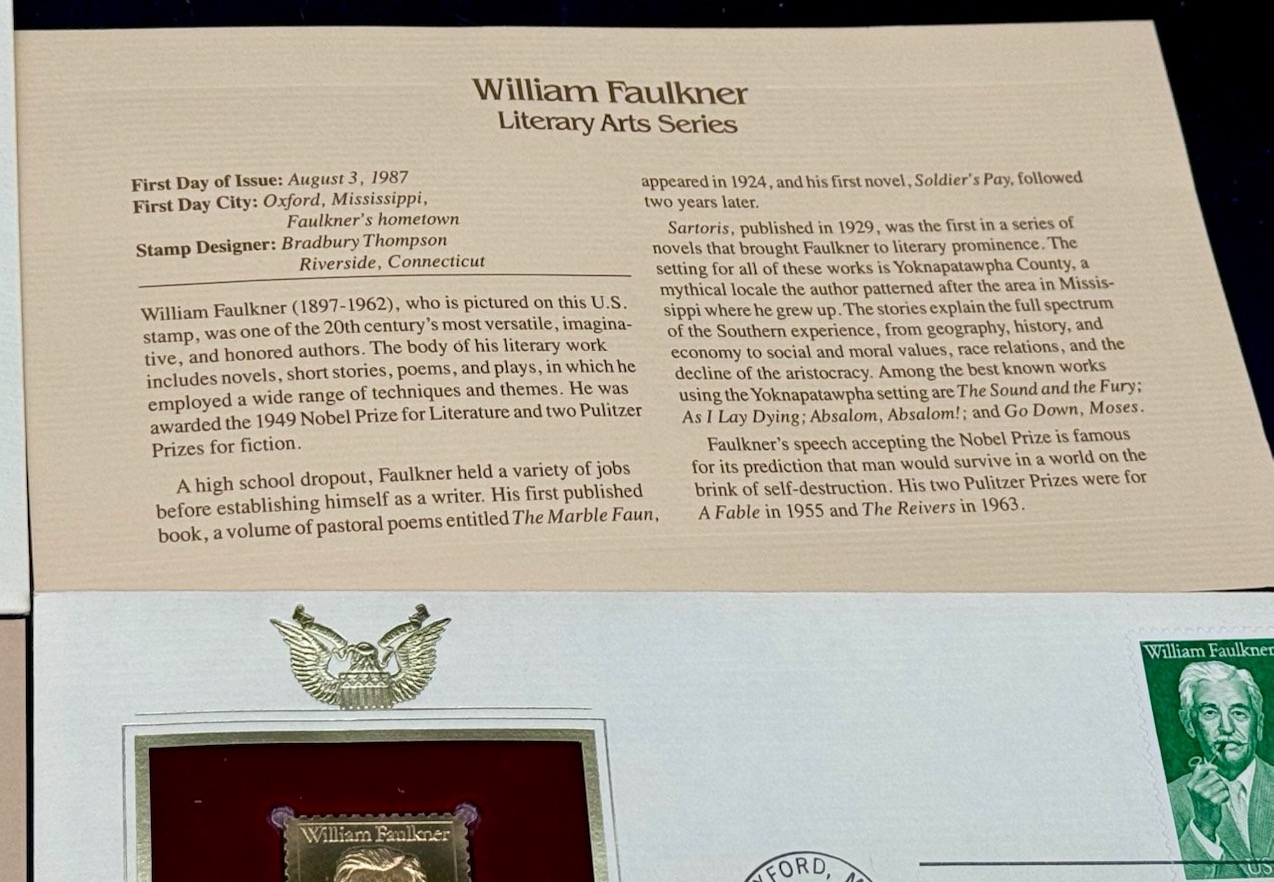 William Faulkner
Literary Arts Series
First Day of Issue: August 3, 1987
First Day City: Oxford, Mississippi,
Faulkner's hometown
Stamp Designer: Bradbury Thompson
Riverside, Connecticut
William Faulkner (1897-1962), who is pictured on this U.S.
stamp, was one of the 20th century's most versatile, imagina-
tive, and honored authors. The body of his literary work
includes novels, short stories, poems, and plays, in which he
employed a wide range of techniques and themes. He was
awarded the 1949 Nobel Prize for Literature and two Pulitzer
Prizes for fiction.
A high school dropout, Faulkner held a variety of jobs
before establishing himself as a writer. His first published
book, a volume of pastoral poems entitled The Marble Faun,
appeared in 1924, and his first novel, Soldier's Pay, followed
two years later.
Sartoris, published in 1929, was the first in a series of
novels that brought Faulkner to literary prominence. The
setting for all of these works is Yoknapatawpha County, a
mythical locale the author patterned after the area in Missis-
sippi where he grew up. The stories explain the full spectrum
of the Southern experience, from geography, history, and
economy to social and moral values, race relations, and the
decline of the aristocracy. Among the best known works
using the Yoknapatawpha setting are The Sound and the Fury;
As I Lay Dying; Absalom, Absalom!; and Go Down, Moses.
Faulkner's speech accepting the Nobel Prize is famous
for its prediction that man would survive in a world on the
brink of self-destruction. His two Pulitzer Prizes were for
A Fable in 1955 and The Reivers in 1963.
William Faulkner
US
William Faulkner
XFORD, M